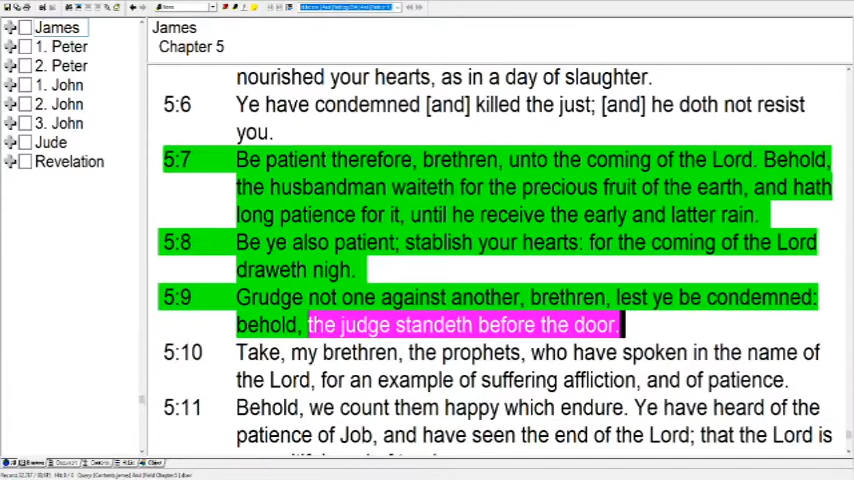 None
James
1. Peter
2. Peter
1. John
2. John
3. John
Jude
Revelation
James
Chapter 5
nourished your hearts, as in a day of slaughter.
5:6 Ye have condemned [and] killed the just; [and] he doth not resist
you.
5:7 Be patient therefore, brethren, unto the coming of the Lord. Behold,
the husbandman waiteth for the precious fruit of the earth, and hath
long patience for it, until he receive the early and latter rain.
5:8 Be ye also patient; stablish your hearts: for the coming of the Lord
draweth nigh.
5:9 Grudge not one against another, brethren, lest ye be condemned:
behold, the judge standeth before the door.
5:10 Take, my brethren, the prophets, who have spoken in the name of
the Lord, for an example of suffering affliction, and of patience.
5:11 Behold, we count them happy which endure. Ye have heard of the
patience of Job, and have seen the end of the Lord; that the Lord is